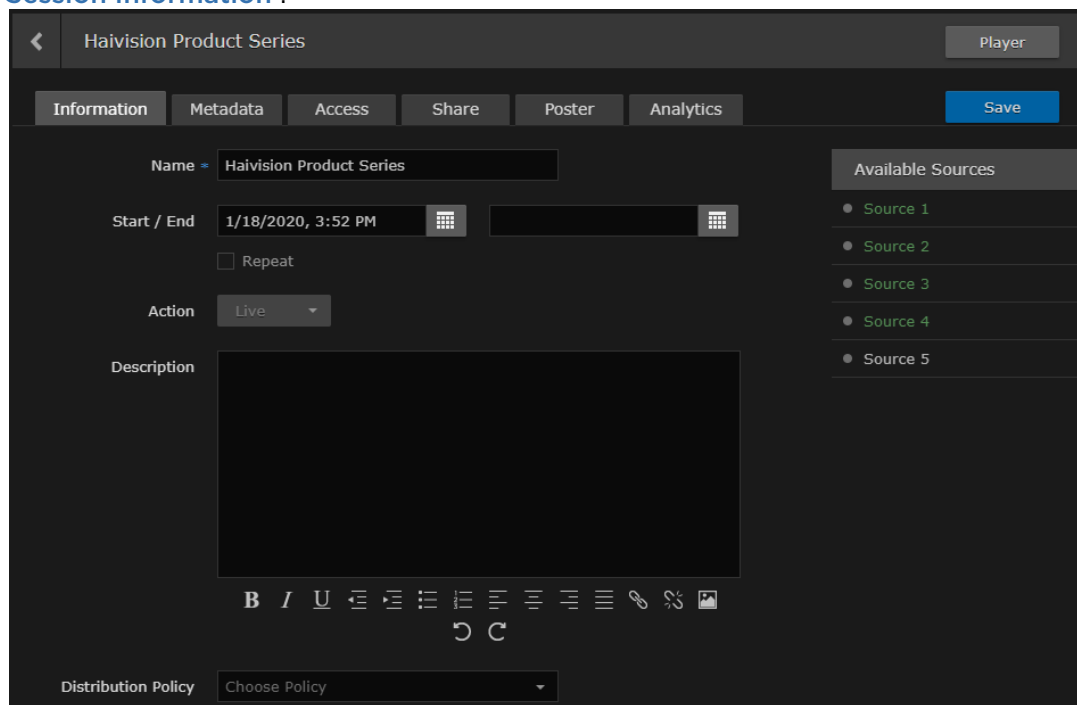 Session Information .
Haivision Product Series
Player
Information Metadata Access Share Poster Analytics
Save
Name * Haivision Product Series
Available Sources
Start / End 1/18/2020, 3:52 PM
Source 1
Source 2
Repeat
Source 3
Action Live
Source 4
Description
Source 5
B I U
Distribution Policy Choose Policy